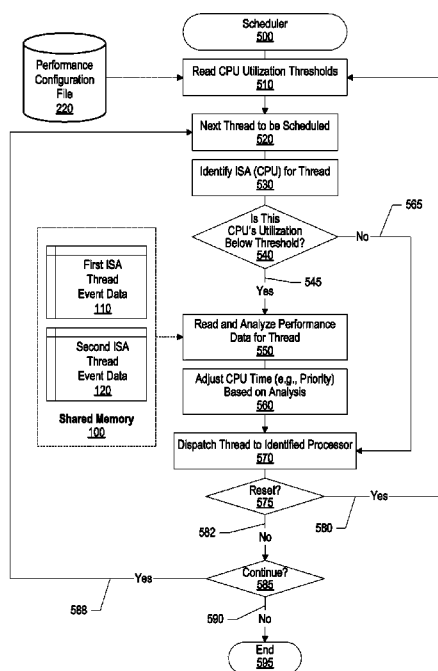 Scheduler
500
Performance
Configuration
File
220
Read CPU Utilization Thresholds
510
Next Thread to be Scheduled
520
Identify ISA (CPU) for Thread
530
Is This
CPU's Utilization
Below Threshold?
540
No
565
545
Yes
First ISA
Thread
Event Data
110
Second ISA
Thread
Event Data
120
Shared Memory
100
Read and Analyze Performance
Data for Thread
550
Adjust CPU Time (e.g., Priority)
Based on Analysis
560
Dispatch Thread to Identified Processor
570
Reset?
575
Yes
580
582
No
Continue?
585
Yes
588
590
No
End
595